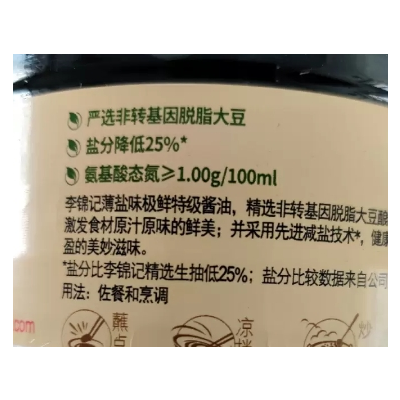 严选非转基因脱脂大豆
盐分降低25%*
氨基酸态氮≥1.00g/100ml
李锦记薄盐味极鲜特级酱油，精选非转基因脱脂大豆酿
激发食材原汁原味的鲜美；并采用先进减盐技术*，健康
盈的美妙滋味。
*盐分比李锦记精选生抽低25%；盐分比较数据来自公司
用法：佐餐和烹调
.com
蘸 凉 炒
点 拌